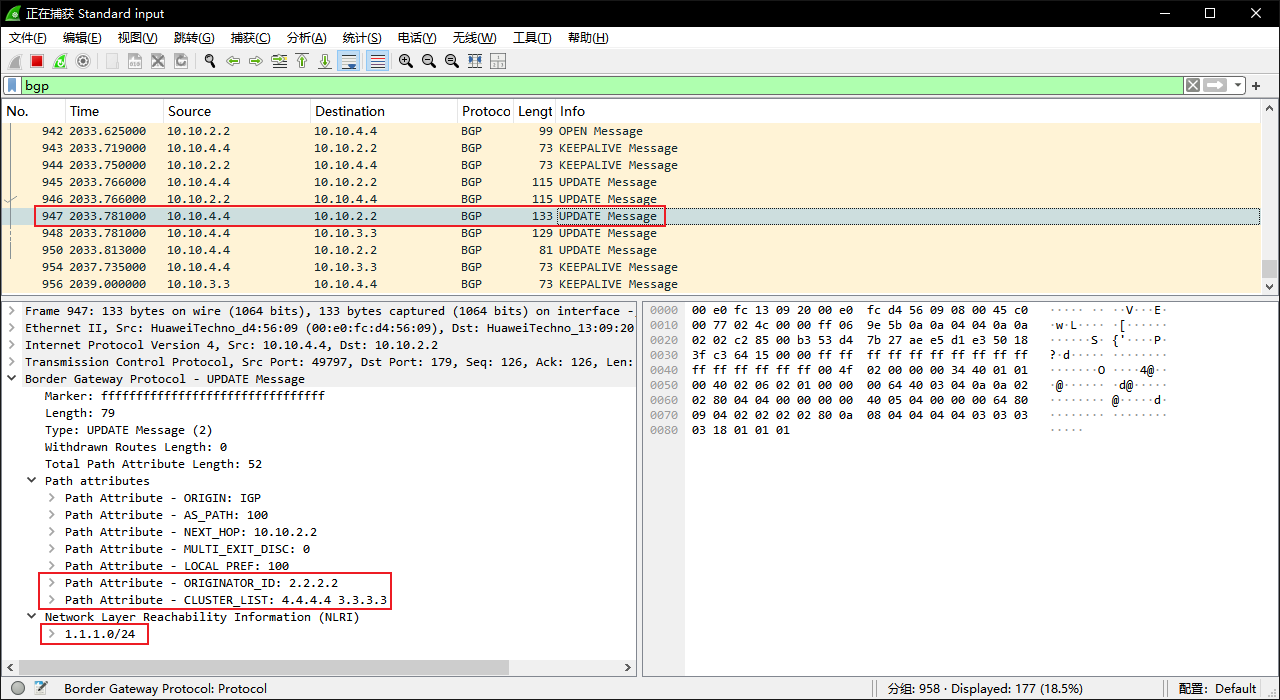 正在捕获 Standard input
文件(F) 编辑(E) 视图(V) 跳转(G) 捕获(C) 分析(A) 统计(S) 电话(Y) 无线(W) 工具(T) 帮助(H)
bgp
No. Time Source Destination Protoco Lengt Info
942 2033.625000 10.10.2.2 10.10.4.4 BGP 99 OPEN Message
943 2033.719000 10.10.4.4 10.10.2.2 BGP 73 KEEPALIVE Message
944 2033.750000 10.10.2.2 10.10.4.4 BGP 73 KEEPALIVE Message
945 2033.766000 10.10.4.4 10.10.2.2 BGP 115 UPDATE Message
946 2033.766000 10.10.2.2 10.10.4.4 BGP 115 UPDATE Message
947 2033.781000 10.10.4.4 10.10.2.2 BGP 133 UPDATE Message
948 2033.781000 10.10.4.4 10.10.3.3 BGP 129 UPDATE Message
950 2033.813000 10.10.4.4 10.10.2.2 BGP 81 UPDATE Message
954 2037.735000 10.10.4.4 10.10.3.3 BGP 73 KEEPALIVE Message
956 2039.000000 10.10.3.3 10.10.4.4 BGP 73 KEEPALIVE Message
Frame 947: 133 bytes on wire (1064 bits), 133 bytes captured (1064 bits) on interface -,
Ethernet II, Src: HuaweiTechno_d4:56:09 (00:e0:fc:d4:56:09), Dst: HuaweiTechno_13:09:20
Internet Protocol Version 4, Src: 10.10.4.4, Dst: 10.10.2.2
Transmission Control Protocol, Src Port: 49797, Dst Port: 179, Seq: 126, Ack: 126, Len:
Border Gateway Protocol - UPDATE Message
Marker: ffffffffffffffffffffffffffffffff
Length: 79
Type: UPDATE Message (2)
Withdrawn Routes Length: 0
Total Path Attribute Length: 52
Path attributes
Path Attribute - ORIGIN: IGP
Path Attribute - AS_PATH: 100
Path Attribute - NEXT_HOP: 10.10.2.2
Path Attribute - MULTI_EXIT_DISC: 0
Path Attribute - LOCAL_PREF: 100
Path Attribute - ORIGINATOR_ID: 2.2.2.2
Path Attribute - CLUSTER_LIST: 4.4.4.4 3.3.3.3
Network Layer Reachability Information (NLRI)
1.1.1.0/24
0000 00 e0 fc 13 09 20 00 e0 fc d4 56 09 08 00 45 c0 ······· ·· ··V···E·
0010 00 77 02 4c 00 00 ff 06 9e 5b 0a 0a 04 04 0a 0a ·w·L···· ·[······
0020 02 02 c2 85 00 b3 53 d4 7b 27 ae e5 d1 e3 50 18 ······S· {'····P·
0030 3f c3 64 15 00 00 ff ff ff ff ff ff ff ff ff ff ?·d····· ········
0040 ff ff ff ff ff ff 00 4f 02 00 00 00 34 40 01 01 ·······O ····4@··
0050 00 40 02 06 02 01 00 00 00 64 40 03 04 0a 0a 02 ·@······ ·d@·····
0060 02 80 04 04 00 00 00 00 40 05 04 00 00 00 64 80 ········ @·····d·
0070 09 04 02 02 02 02 80 0a 08 04 04 04 04 03 03 03 ········ ········
0080 03 18 01 01 01 ·····
Border Gateway Protocol: Protocol 分组: 958 · Displayed: 177 (18.5%) 配置: Default